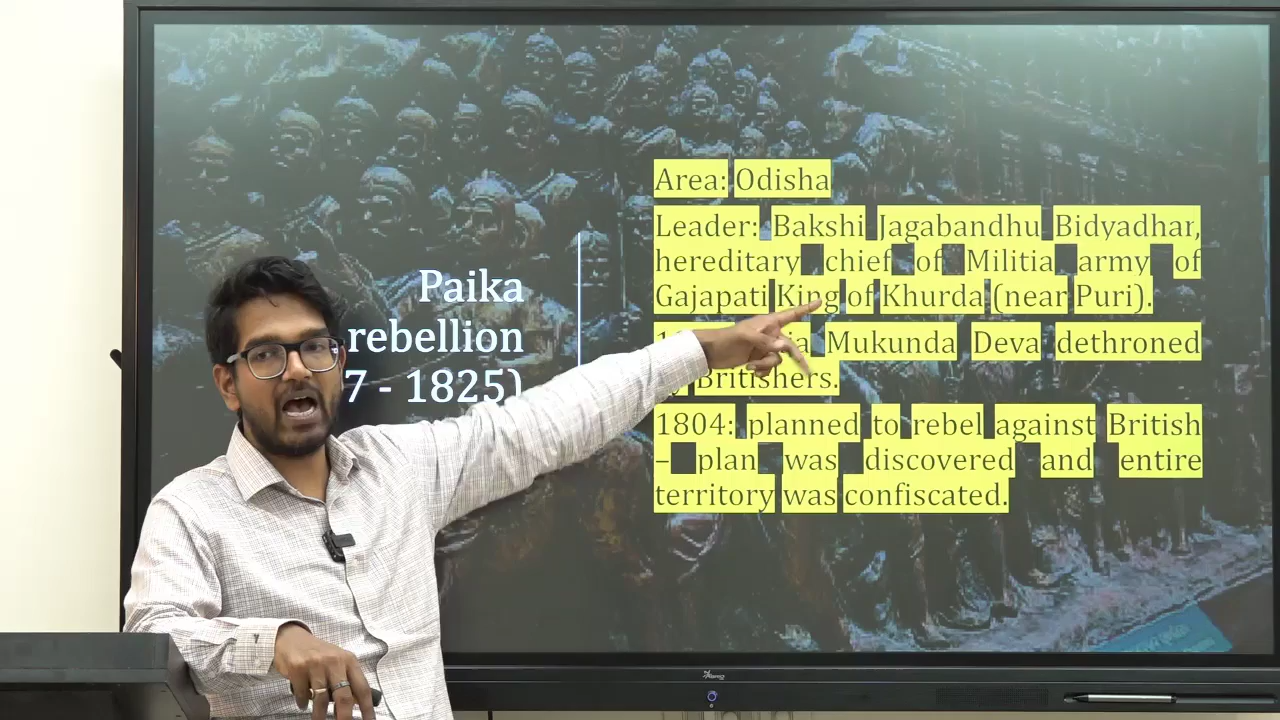 Paika
rebellion
7 - 1825)
Area: Odisha
Leader: Bakshi Jagabandhu Bidyadhar,
hereditary chief of Militia army of
Gajapati King of Khurda (near Puri).
Mukunda Deva dethroned
Britishers.
1804: planned to rebel against British
– plan was discovered and entire
territory was confiscated.